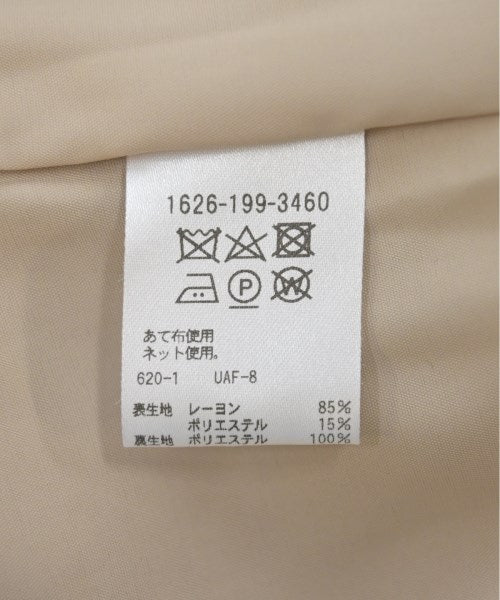 1626-199-3460
P W
あて布使用
ネット使用。
620-1 UAF-8
表生地 レーヨン 85%
ポリエステル 15%
裏生地 ポリエステル 100%